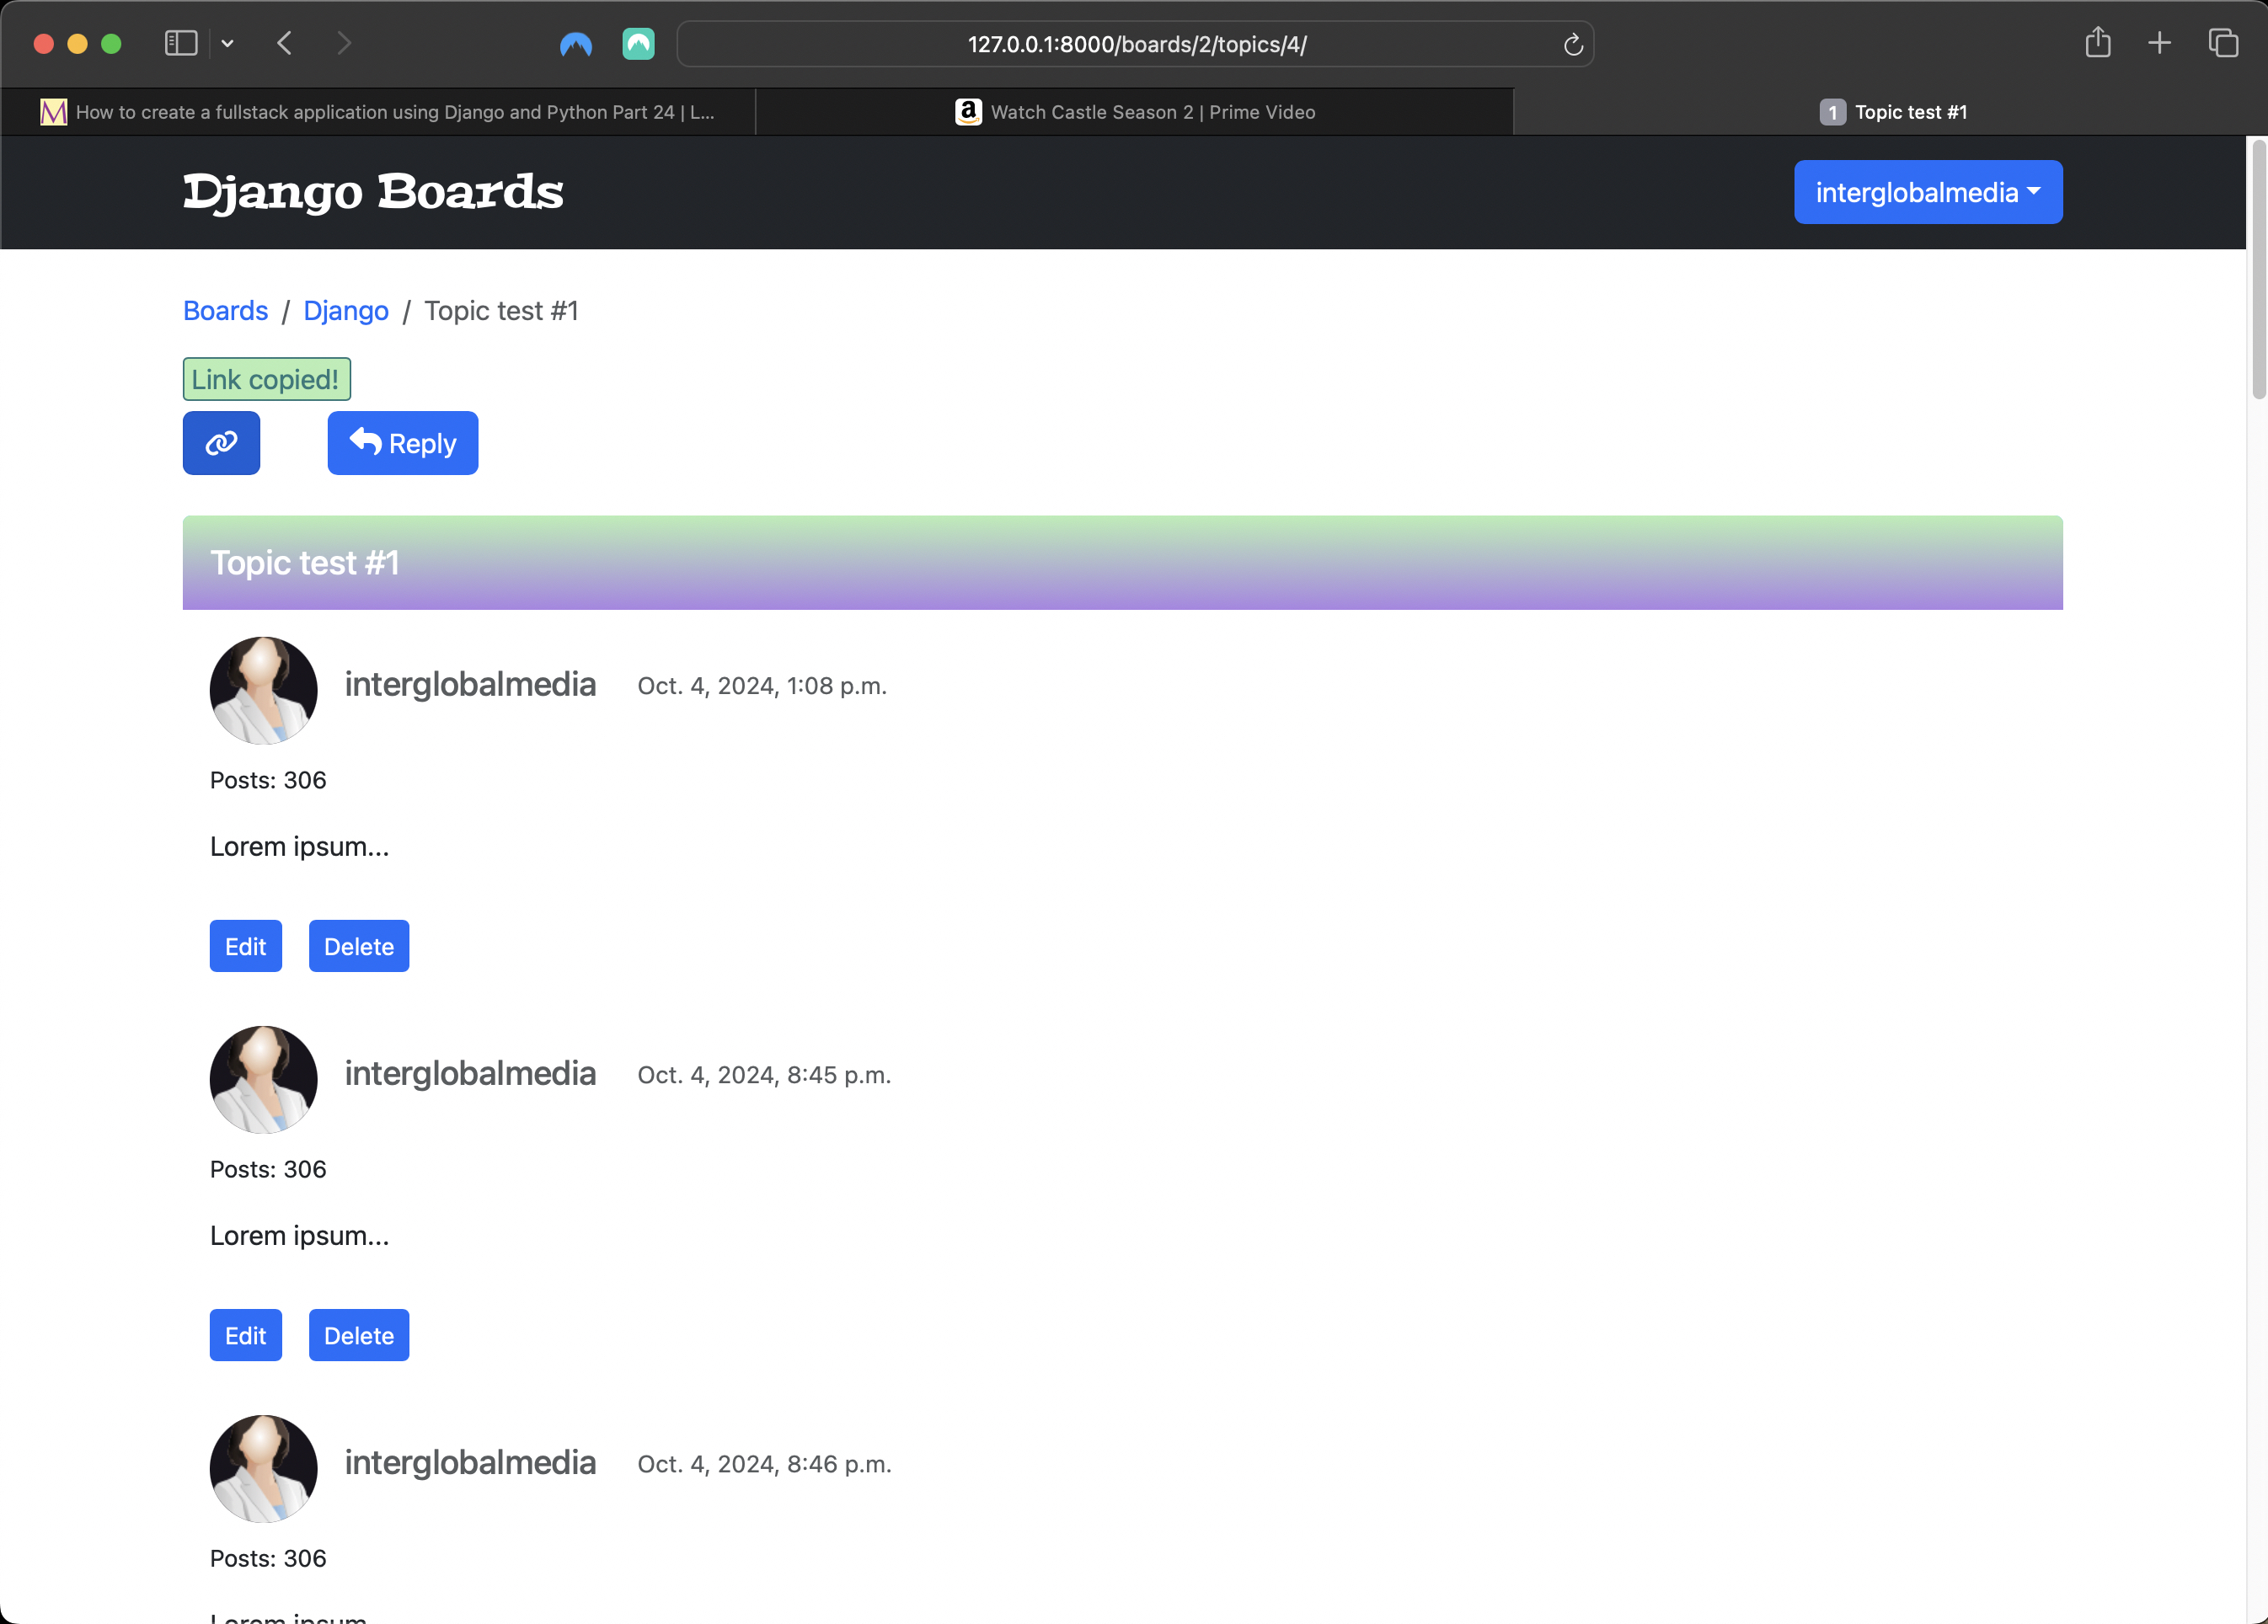 127.0.0.1:8000/boards/2/topics/4/
How to create a fullstack application using Django and Python Part 24 | L...
Watch Castle Season 2 | Prime Video
1 Topic test #1
Django Boards
interglobalmedia
Boards / Django / Topic test #1
Link copied!
Reply
Topic test #1
interglobalmedia Oct. 4, 2024, 1:08 p.m.
Posts: 306
Lorem ipsum...
Edit Delete
interglobalmedia Oct. 4, 2024, 8:45 p.m.
Posts: 306
Lorem ipsum...
Edit Delete
interglobalmedia Oct. 4, 2024, 8:46 p.m.
Posts: 306
Lorem ipsum